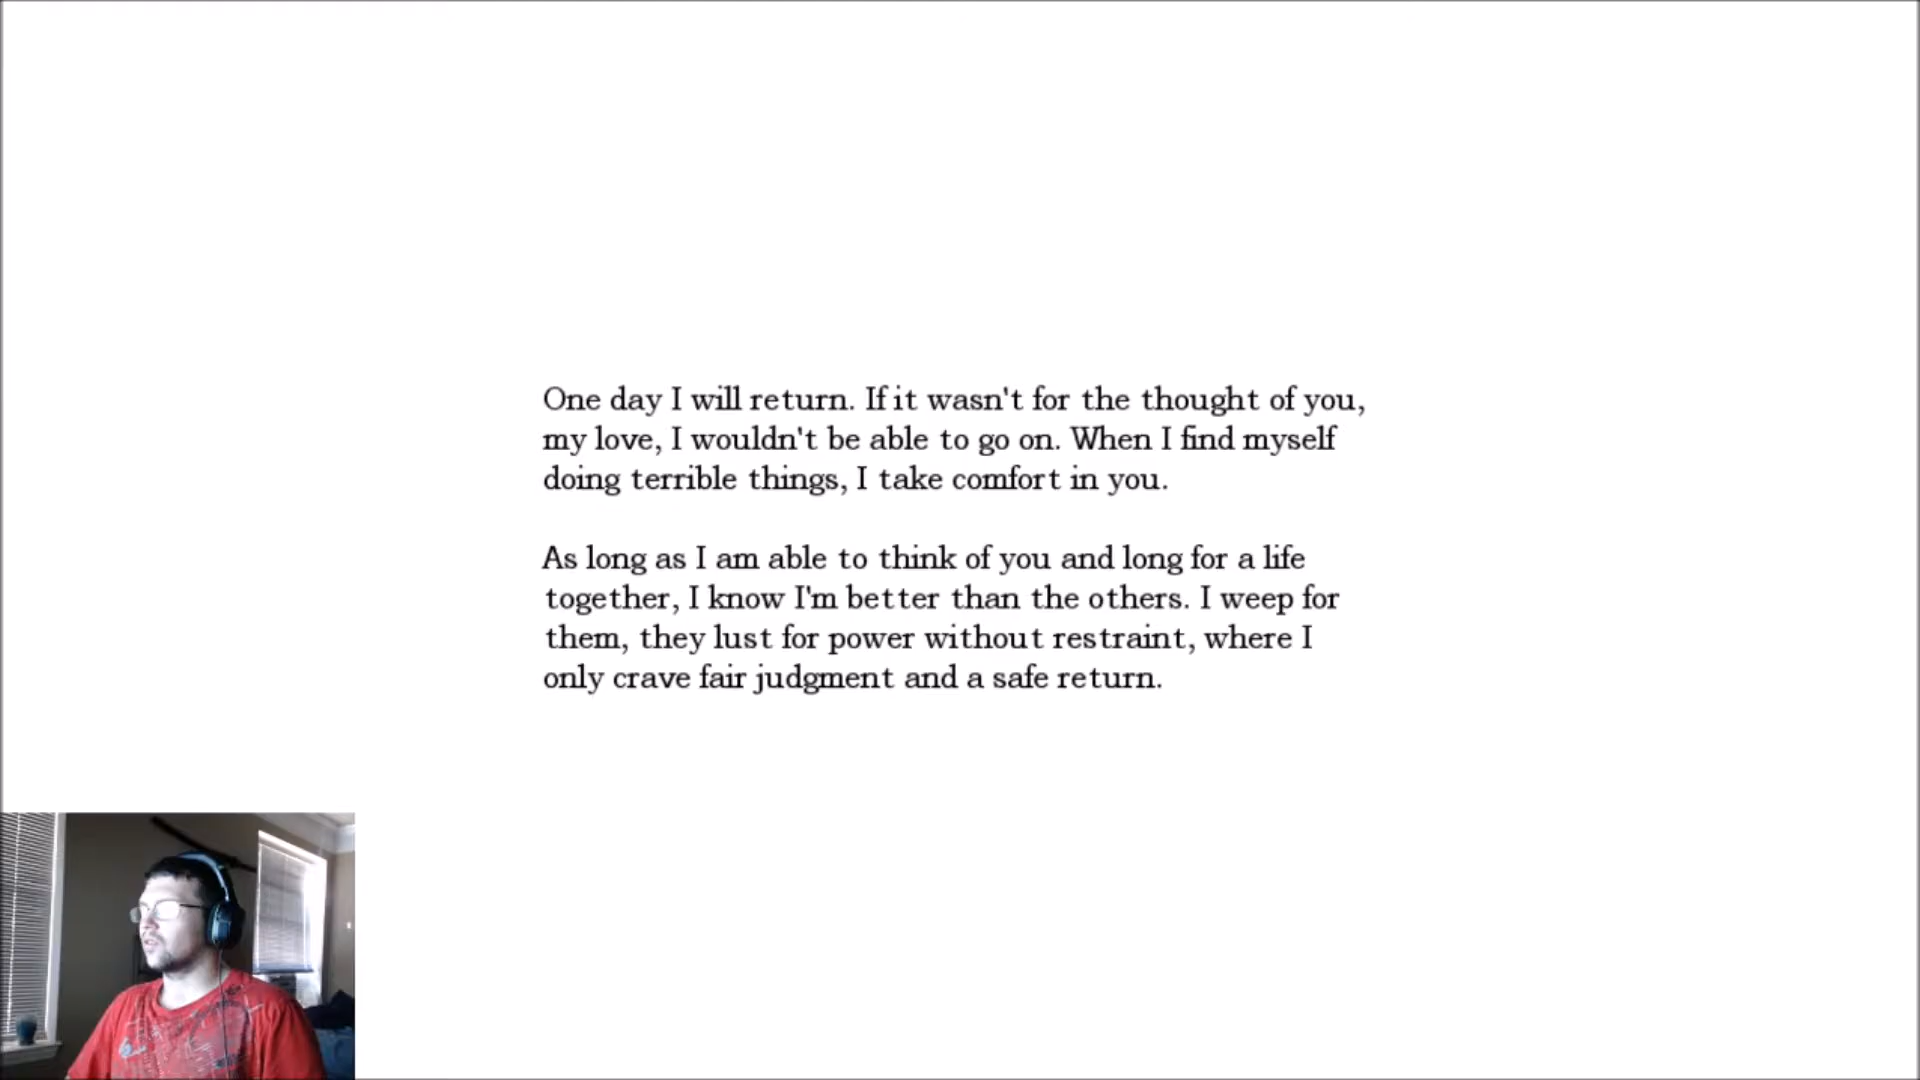 One day I will return. If it wasn't for the thought of you,
my love, I wouldn't be able to go on. When I find myself
doing terrible things, I take comfort in you.
As long as I am able to think of you and long for a life
together, I know I'm better than the others. I weep for
them, they lust for power without restraint, where I
only crave fair judgment and a safe return.